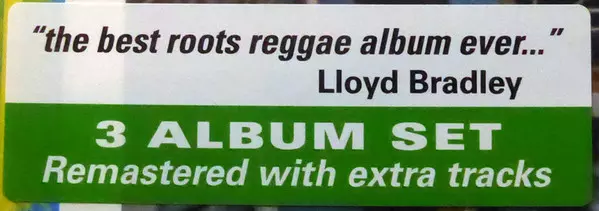 "the best roots reggae album ever..."
Lloyd Bradley
3 ALBUM SET
Remastered with extra tracks